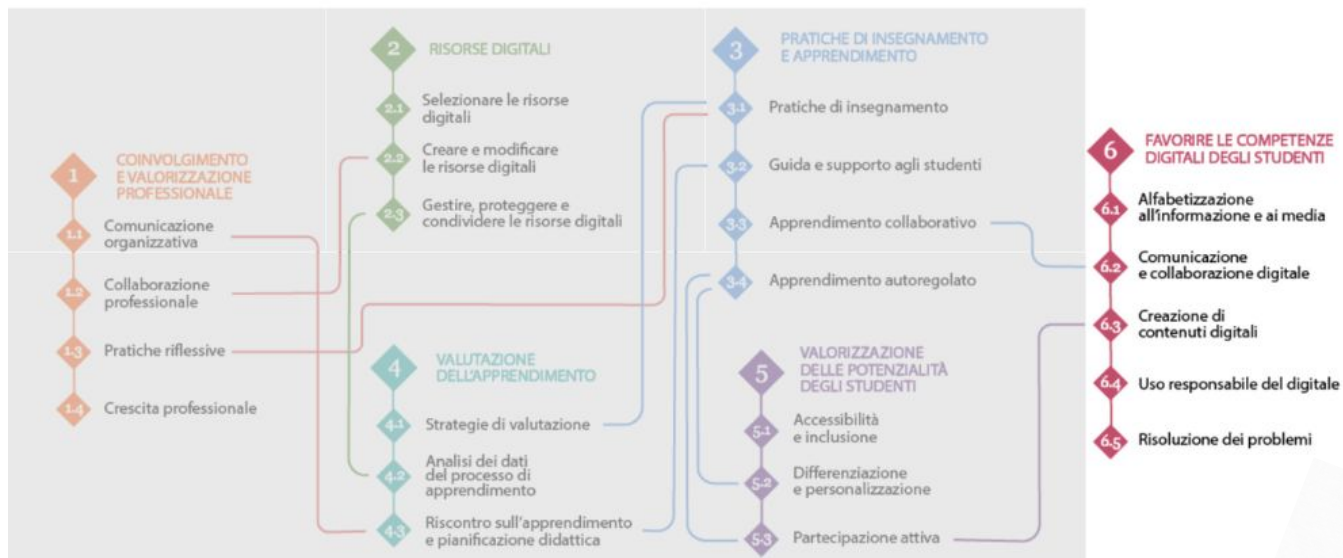 1
COINVOLGIMENTO
E VALORIZZAZIONE
PROFESSIONALE
1.1
Comunicazione
organizzativa
1.2
Collaborazione
professionale
1.3
Pratiche riflessive
1.4
Crescita professionale
2
RISORSE DIGITALI
2.1
Selezionare le risorse
digitali
2.2
Creare e modificare
le risorse digitali
2.3
Gestire, proteggere e
condividere le risorse digitali
3
PRATICHE DI INSEGNAMENTO
E APPRENDIMENTO
3.1
Pratiche di insegnamento
3.2
Guida e supporto agli studenti
3.3
Apprendimento collaborativo
3.4
Apprendimento autoregolato
4
VALUTAZIONE
DELL'APPRENDIMENTO
4.1
Strategie di valutazione
4.2
Analisi dei dati
del processo di
apprendimento
4.3
Riscontro sull'apprendimento
e pianificazione didattica
5
VALORIZZAZIONE
DELLE POTENZIALITÀ
DEGLI STUDENTI
5.1
Accessibilità
e inclusione
5.2
Differenziazione
e personalizzazione
5.3
Partecipazione attiva
6
FAVORIRE LE COMPETENZE
DIGITALI DEGLI STUDENTI
6.1
Alfabetizzazione
all'informazione e ai media
6.2
Comunicazione
e collaborazione digitale
6.3
Creazione di
contenuti digitali
6.4
Uso responsabile del digitale
6.5
Risoluzione dei problemi